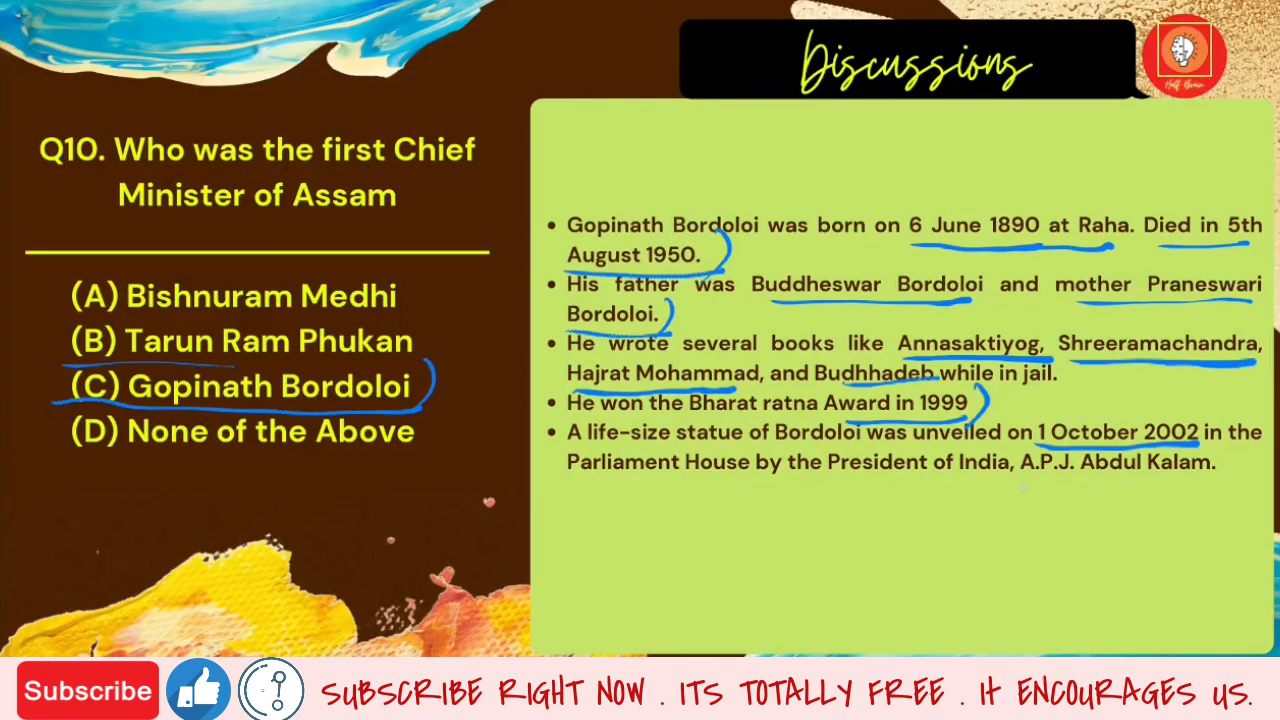 Discussions
Half Brain
Q10. Who was the first Chief
Minister of Assam
(A) Bishnuram Medhi
(B) Tarun Ram Phukan
(C) Gopinath Bordoloi
(D) None of the Above
• Gopinath Bordoloi was born on 6 June 1890 at Raha. Died in 5th
August 1950.
• His father was Buddheswar Bordoloi and mother Praneswari
Bordoloi.
• He wrote several books like Annasaktiyog, Shreeramachandra,
Hajrat Mohammad, and Budhhadeb while in jail.
• He won the Bharat ratna Award in 1999
• A life-size statue of Bordoloi was unveiled on 1 October 2002 in the
Parliament House by the President of India, A.P.J. Abdul Kalam.
Subscribe
SUBSCRIBE RIGHT NOW . ITS TOTALLY FREE . It ENCOURAGES US.